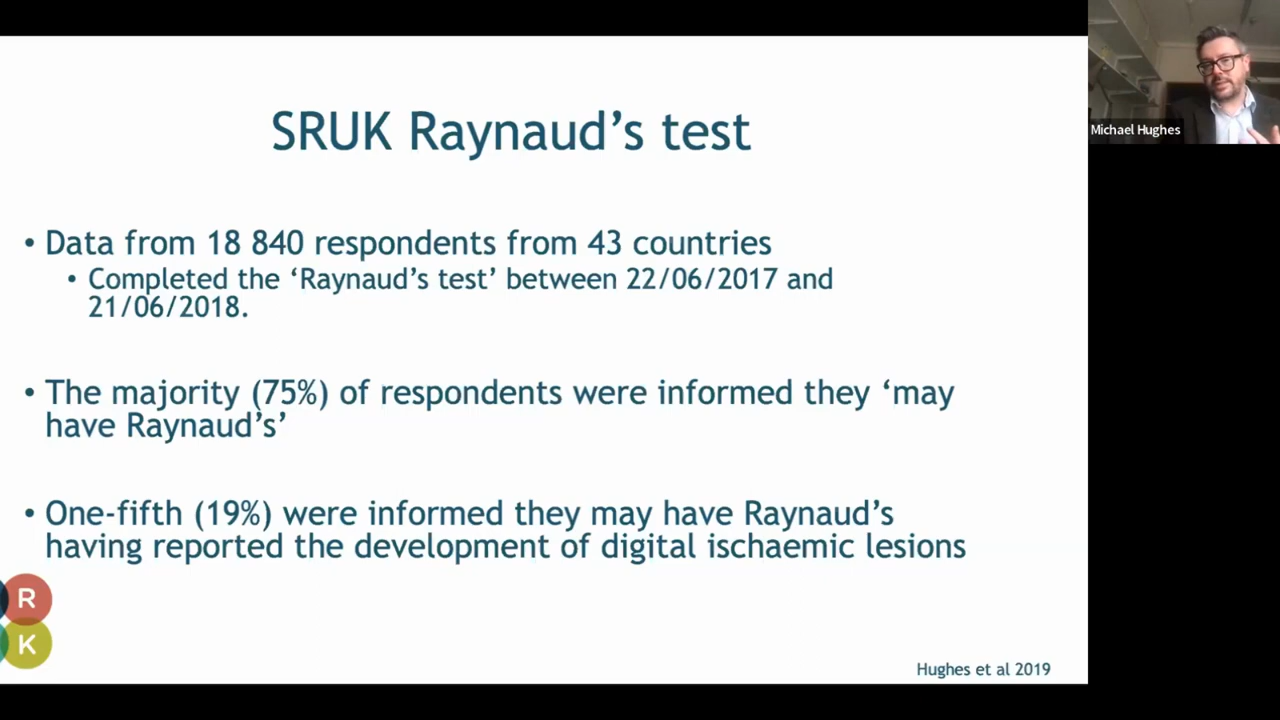 SRUK Raynaud’s test
• Data from 18 840 respondents from 43 countries
• Completed the ‘Raynaud’s test’ between 22/06/2017 and
21/06/2018.
• The majority (75%) of respondents were informed they ‘may
have Raynaud’s’
• One-fifth (19%) were informed they may have Raynaud’s
having reported the development of digital ischaemic lesions
R
K
Hughes et al 2019
Michael Hughes